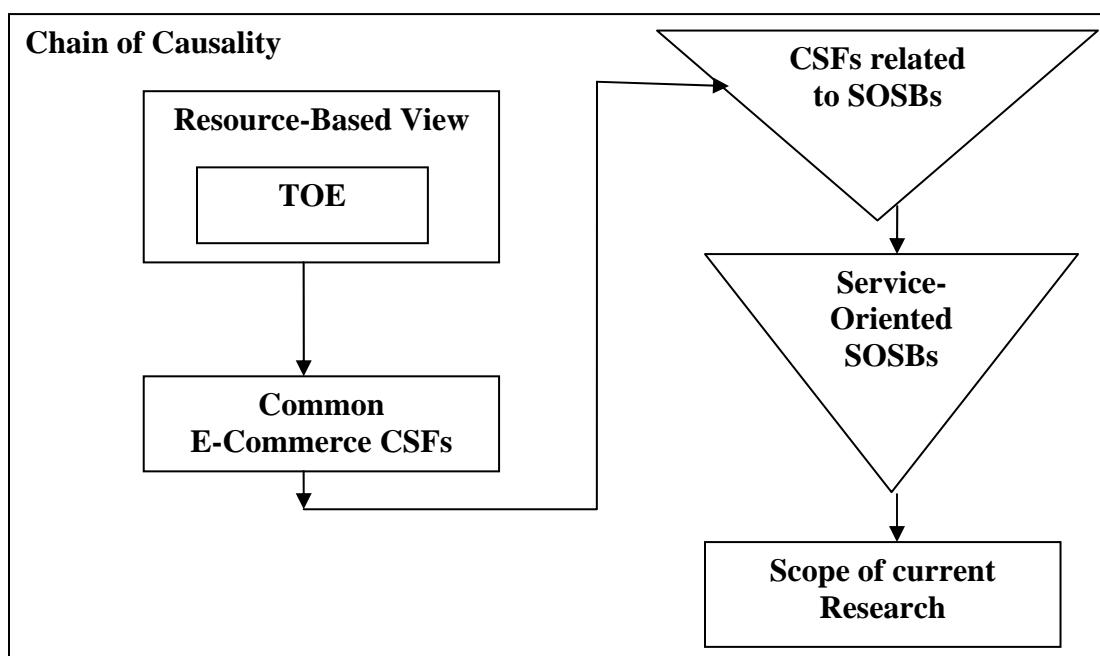 Chain of Causality
Resource-Based View
TOE
Common
E-Commerce CSFs
CSFs related
to SOSBs
Service-
Oriented
SOSBs
Scope of current
Research